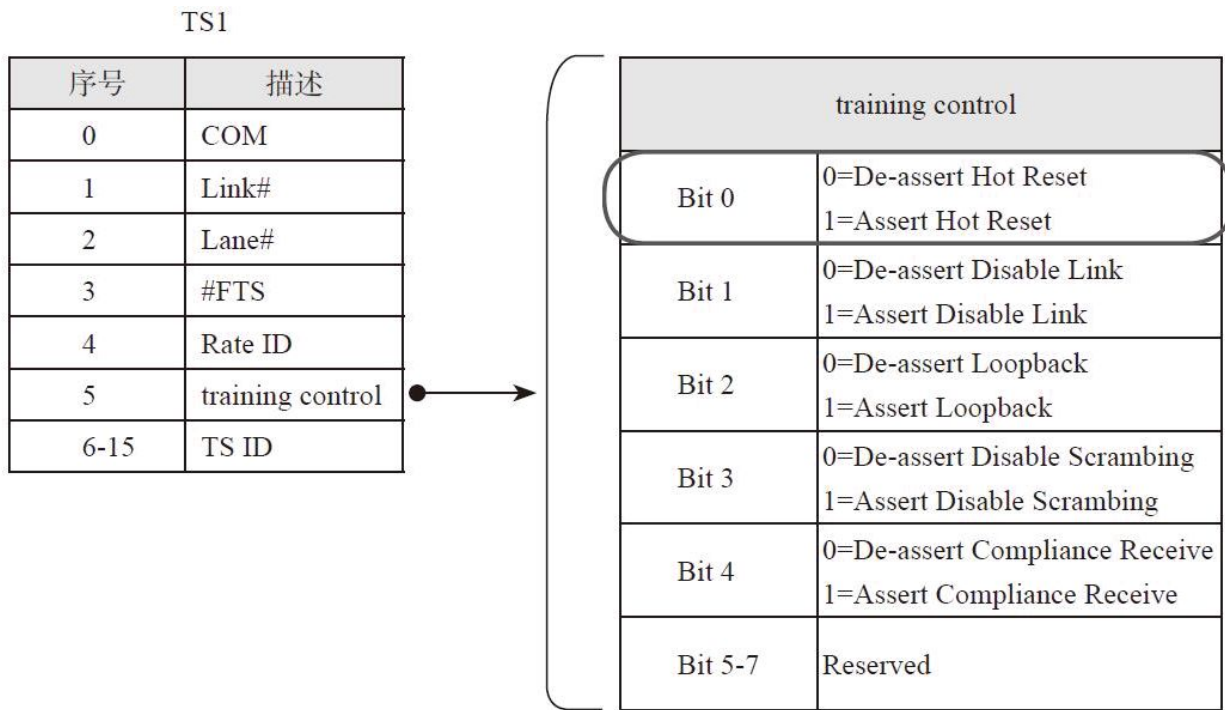 TS1
序号 描述
0 COM
1 Link#
2 Lane#
3 #FTS
4 Rate ID
5 training control
6-15 TS ID
training control
Bit 0
0=De-assert Hot Reset
1=Assert Hot Reset
Bit 1
0=De-assert Disable Link
1=Assert Disable Link
Bit 2
0=De-assert Loopback
1=Assert Loopback
Bit 3
0=De-assert Disable Scrambing
1=Assert Disable Scrambing
Bit 4
0=De-assert Compliance Receive
1=Assert Compliance Receive
Bit 5-7 Reserved